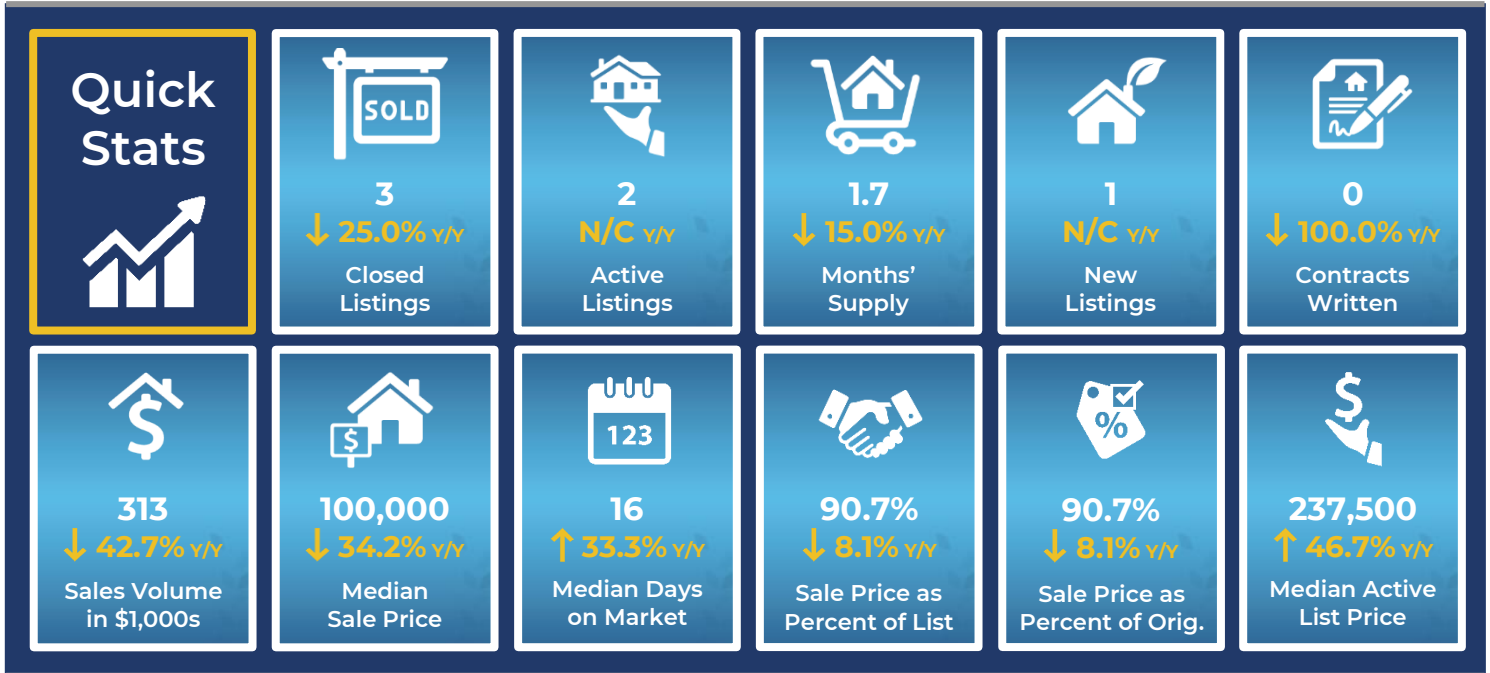 Quick
Stats
SOLD
3
↓ 25.0% Y/Y
Closed
Listings
2
N/C Y/Y
Active
Listings
1.7
↓ 15.0% Y/Y
Months’
Supply
1
N/C Y/Y
New
Listings
0
↓ 100.0% Y/Y
Contracts
Written
$
313
↓ 42.7% Y/Y
Sales Volume
in $1,000s
$
100,000
↓ 34.2% Y/Y
Median
Sale Price
123
16
↑ 33.3% Y/Y
Median Days
on Market
90.7%
↓ 8.1% Y/Y
Sale Price as
Percent of List
%
90.7%
↓ 8.1% Y/Y
Sale Price as
Percent of Orig.
$
237,500
↑ 46.7% Y/Y
Median Active
List Price